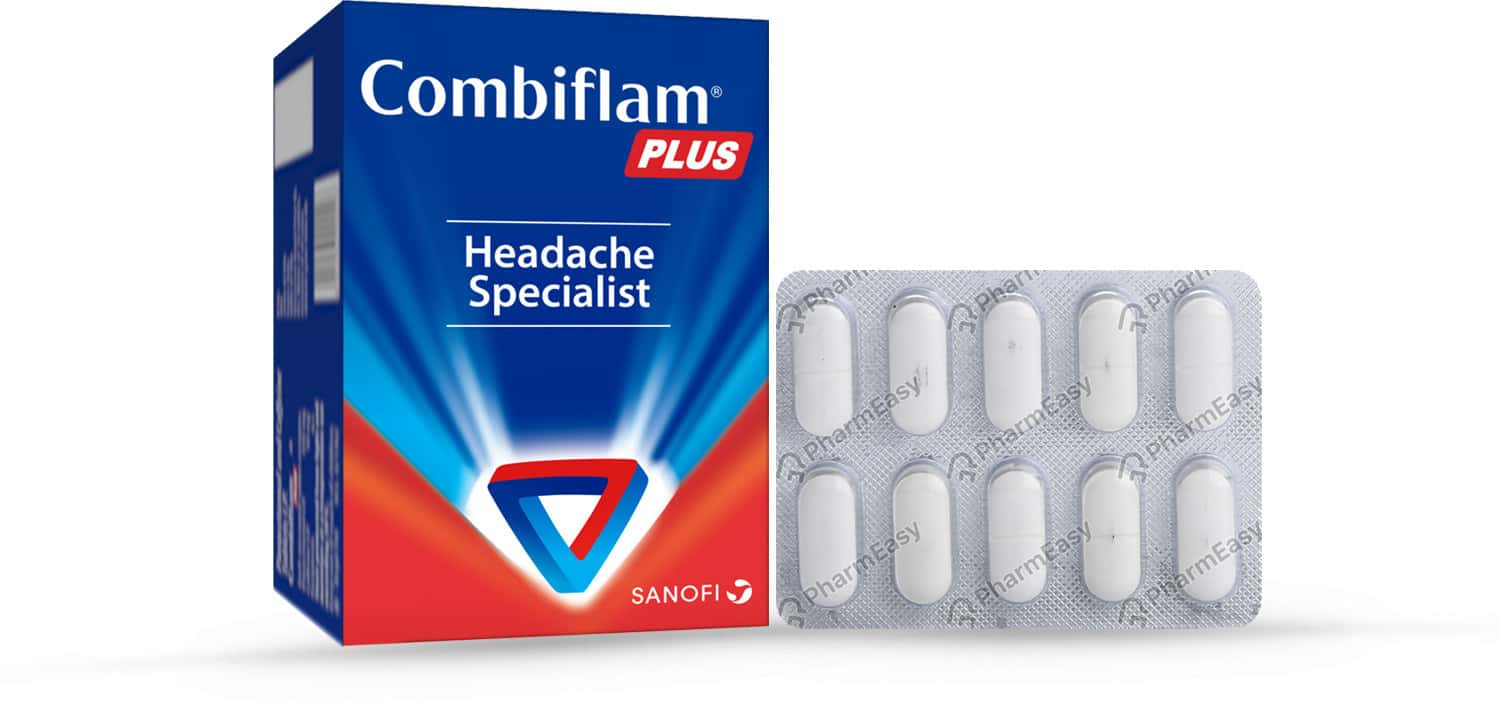 Combiflam®
PLUS
Headache
Specialist
SANOFI
PharmEasy
PharmEasy
PharmEasy
PharmEasy
PharmEasy
PharmEasy